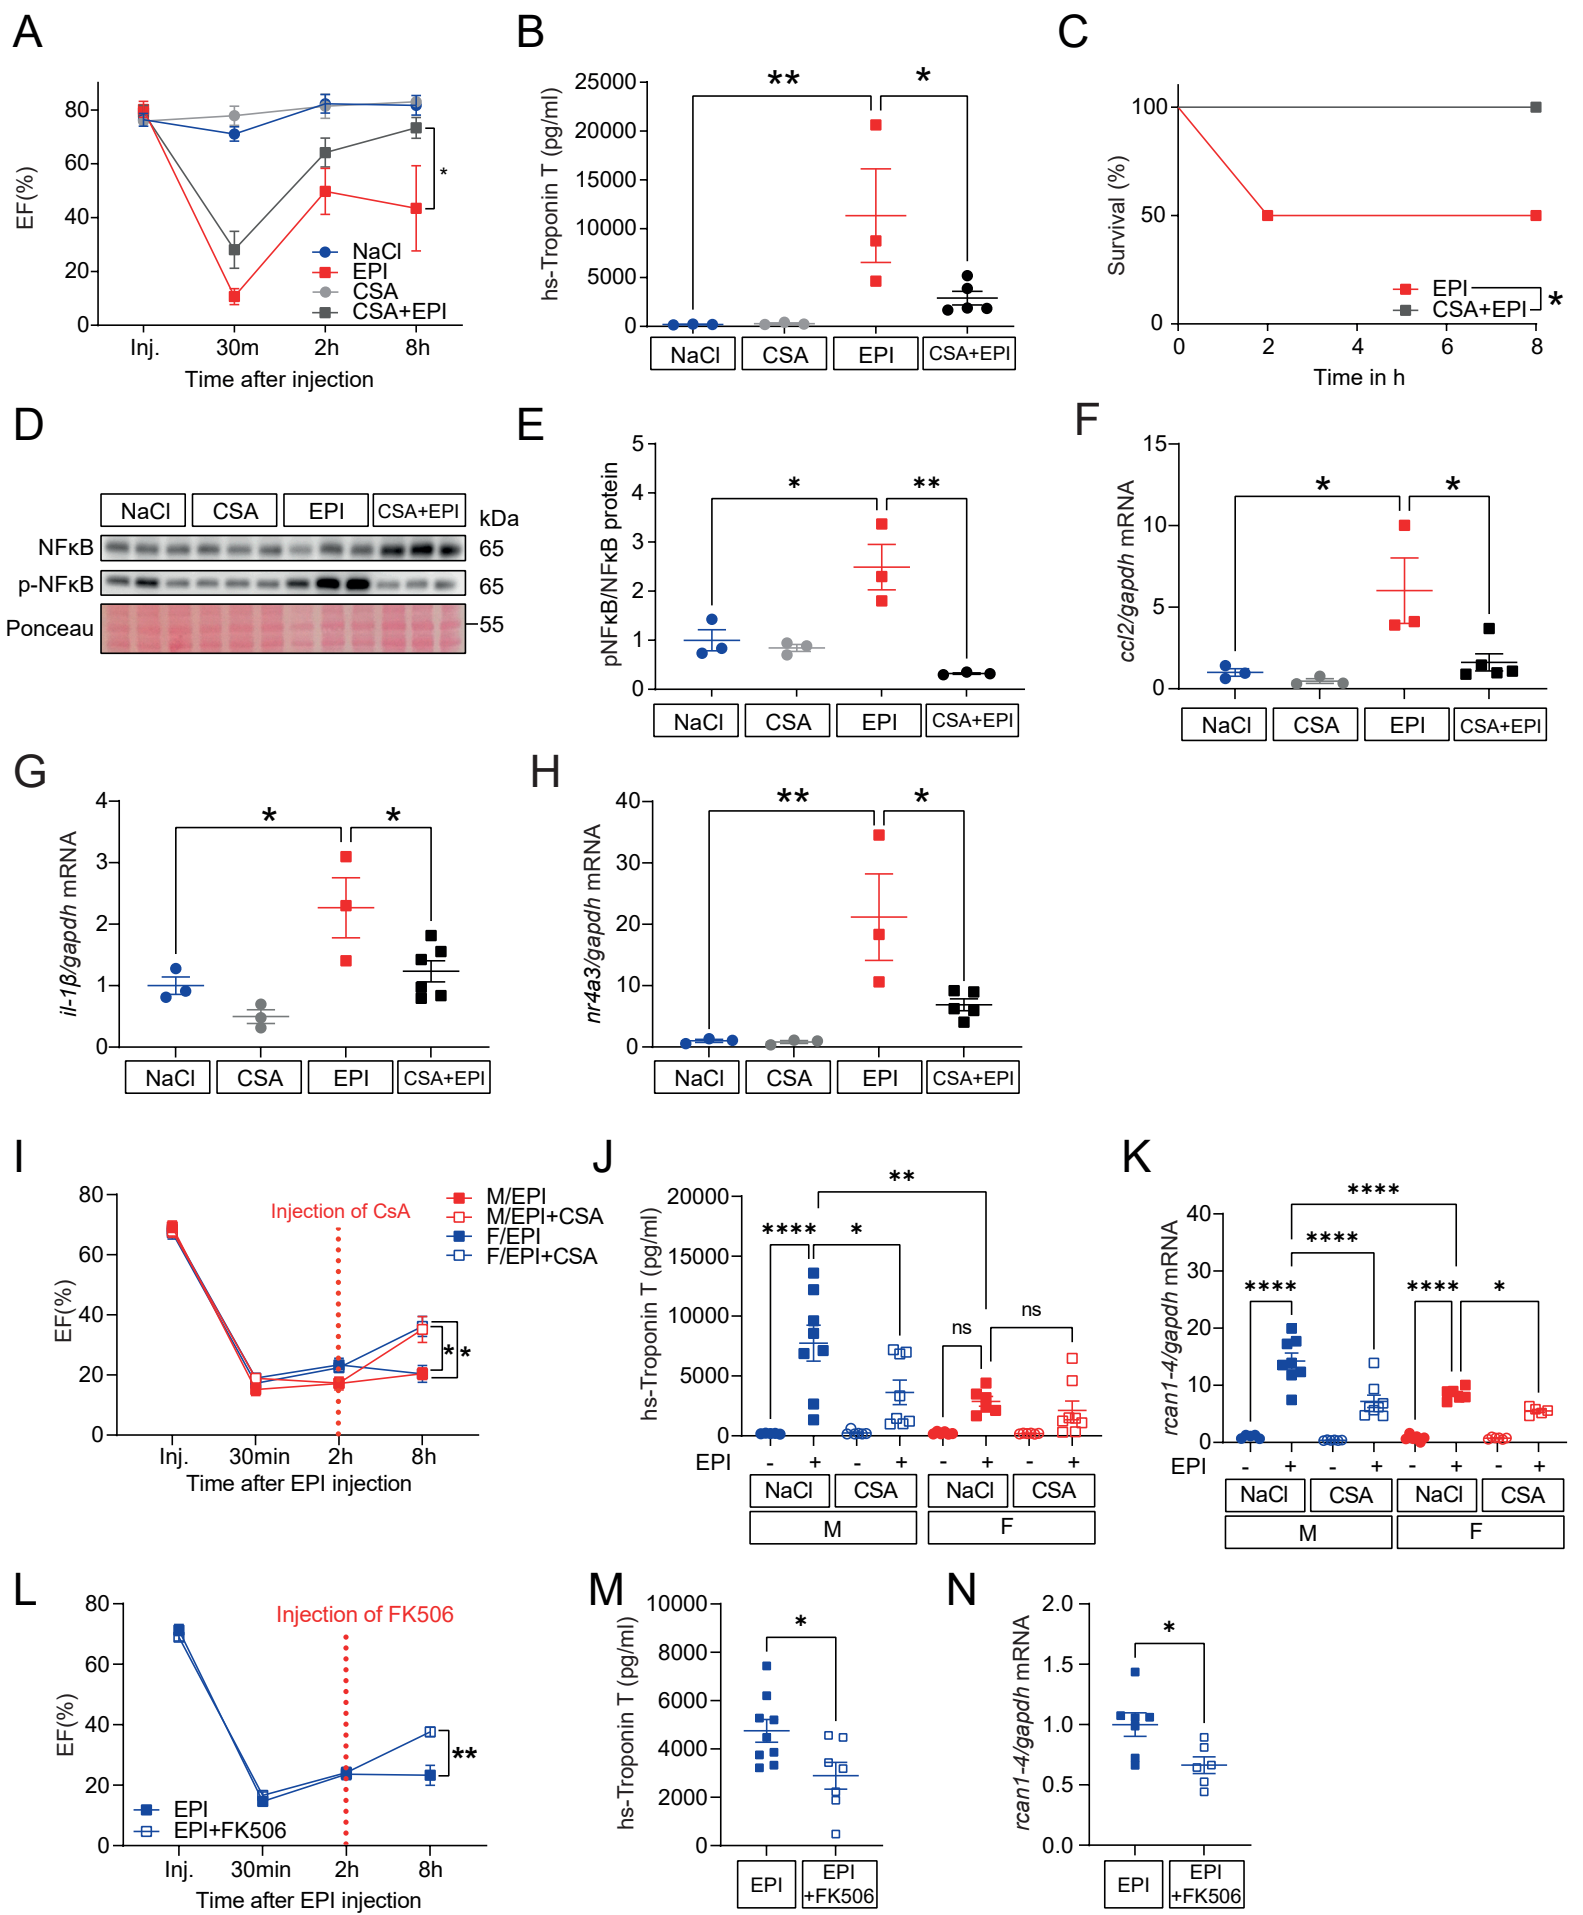 A
EF(%)
80
60
40
20
0
Inj.
30m
2h
8h
Time after injection
NaCl
EPI
CSA
CSA+EPI
*
B
hs-Troponin T (pg/ml)
25000
20000
15000
10000
5000
0
**
*
NaCl
CSA
EPI
CSA+EPI
C
Survival (%)
100
50
0
0
2
4
6
8
Time in h
EPI
CSA+EPI
*
D
NaCl
CSA
EPI
CSA+EPI
kDa
NFκB
65
p-NFκB
65
Ponceau
55
E
pNFκB/NFκB protein
5
4
3
2
1
0
*
**
NaCl
CSA
EPI
CSA+EPI
F
ccl2/gapdh mRNA
15
10
5
0
*
*
NaCl
CSA
EPI
CSA+EPI
G
il-1β/gapdh mRNA
4
3
2
1
0
*
*
NaCl
CSA
EPI
CSA+EPI
H
nr4a3/gapdh mRNA
40
30
20
10
0
**
*
NaCl
CSA
EPI
CSA+EPI
I
EF(%)
80
60
40
20
0
Injection of CsA
M/EPI
M/EPI+CSA
F/EPI
F/EPI+CSA
*
*
Inj.
30min
2h
8h
Time after EPI injection
J
hs-Troponin T (pg/ml)
20000
15000
10000
5000
0
**
****
*
ns
ns
EPI - + - + - + - +
NaCl CSA NaCl CSA
M F
K
rcan1-4/gapdh mRNA
40
30
20
10
0
****
****
****
****
*
EPI - + - + - + - +
NaCl CSA NaCl CSA
M F
L
EF(%)
80
60
40
20
0
Injection of FK506
EPI
EPI+FK506
**
Inj.
30min
2h
8h
Time after EPI injection
M
hs-Troponin T (pg/ml)
10000
8000
6000
4000
2000
0
*
EPI
EPI
+FK506
N
rcan1-4/gapdh mRNA
2.0
1.5
1.0
0.5
0.0
*
EPI
EPI
+FK506